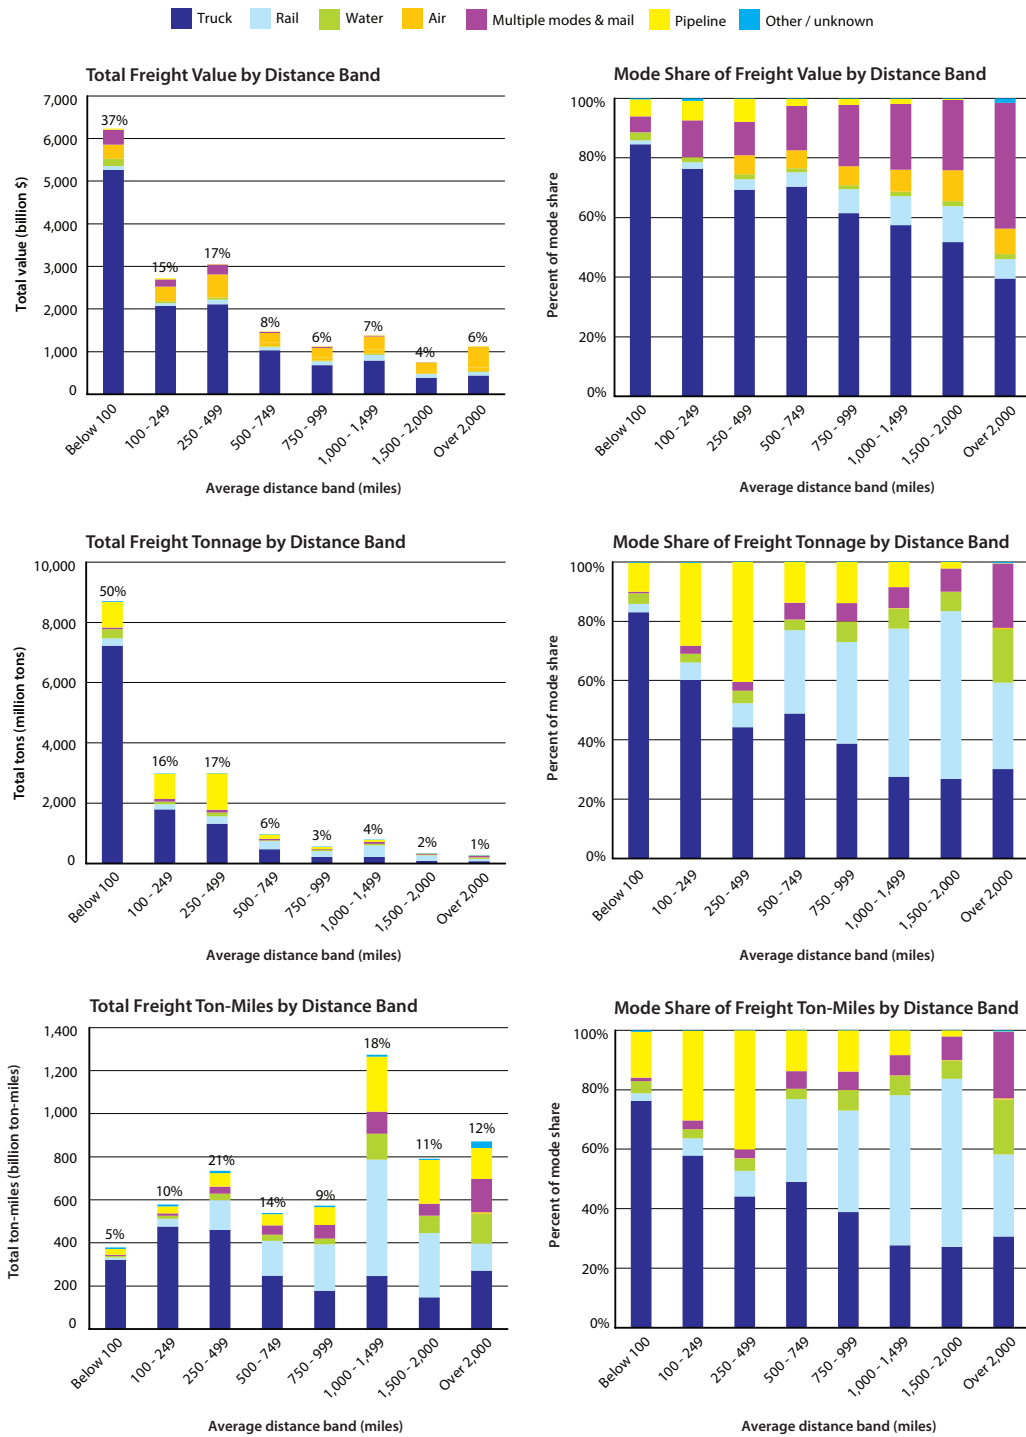 Truck Rail Water Air Multiple modes & mail Pipeline Other / unknown
Total Freight Value by Distance Band
Total value (billion $)
7,000
6,000
5,000
4,000
3,000
2,000
1,000
0
37%
15%
17%
8%
6%
7%
4%
6%
Below 100
100 - 249
250 - 499
500 - 749
750 - 999
1,000 - 1,499
1,500 - 2,000
Over 2,000
Average distance band (miles)
Mode Share of Freight Value by Distance Band
Percent of mode share
100%
80%
60%
40%
20%
0%
Below 100
100 - 249
250 - 499
500 - 749
750 - 999
1,000 - 1,499
1,500 - 2,000
Over 2,000
Average distance band (miles)
Total Freight Tonnage by Distance Band
Total tons (million tons)
10,000
8,000
6,000
4,000
2,000
0
50%
16%
17%
6%
3%
4%
2%
1%
Below 100
100 - 249
250 - 499
500 - 749
750 - 999
1,000 - 1,499
1,500 - 2,000
Over 2,000
Average distance band (miles)
Mode Share of Freight Tonnage by Distance Band
Percent of mode share
100%
80%
60%
40%
20%
0%
Below 100
100 - 249
250 - 499
500 - 749
750 - 999
1,000 - 1,499
1,500 - 2,000
Over 2,000
Average distance band (miles)
Total Freight Ton-Miles by Distance Band
Total ton-miles (billion ton-miles)
1,400
1,200
1,000
800
600
400
200
0
5%
10%
21%
14%
9%
18%
11%
12%
Below 100
100 - 249
250 - 499
500 - 749
750 - 999
1,000 - 1,499
1,500 - 2,000
Over 2,000
Average distance band (miles)
Mode Share of Freight Ton-Miles by Distance Band
Percent of mode share
100%
80%
60%
40%
20%
0%
Below 100
100 - 249
250 - 499
500 - 749
750 - 999
1,000 - 1,499
1,500 - 2,000
Over 2,000
Average distance band (miles)